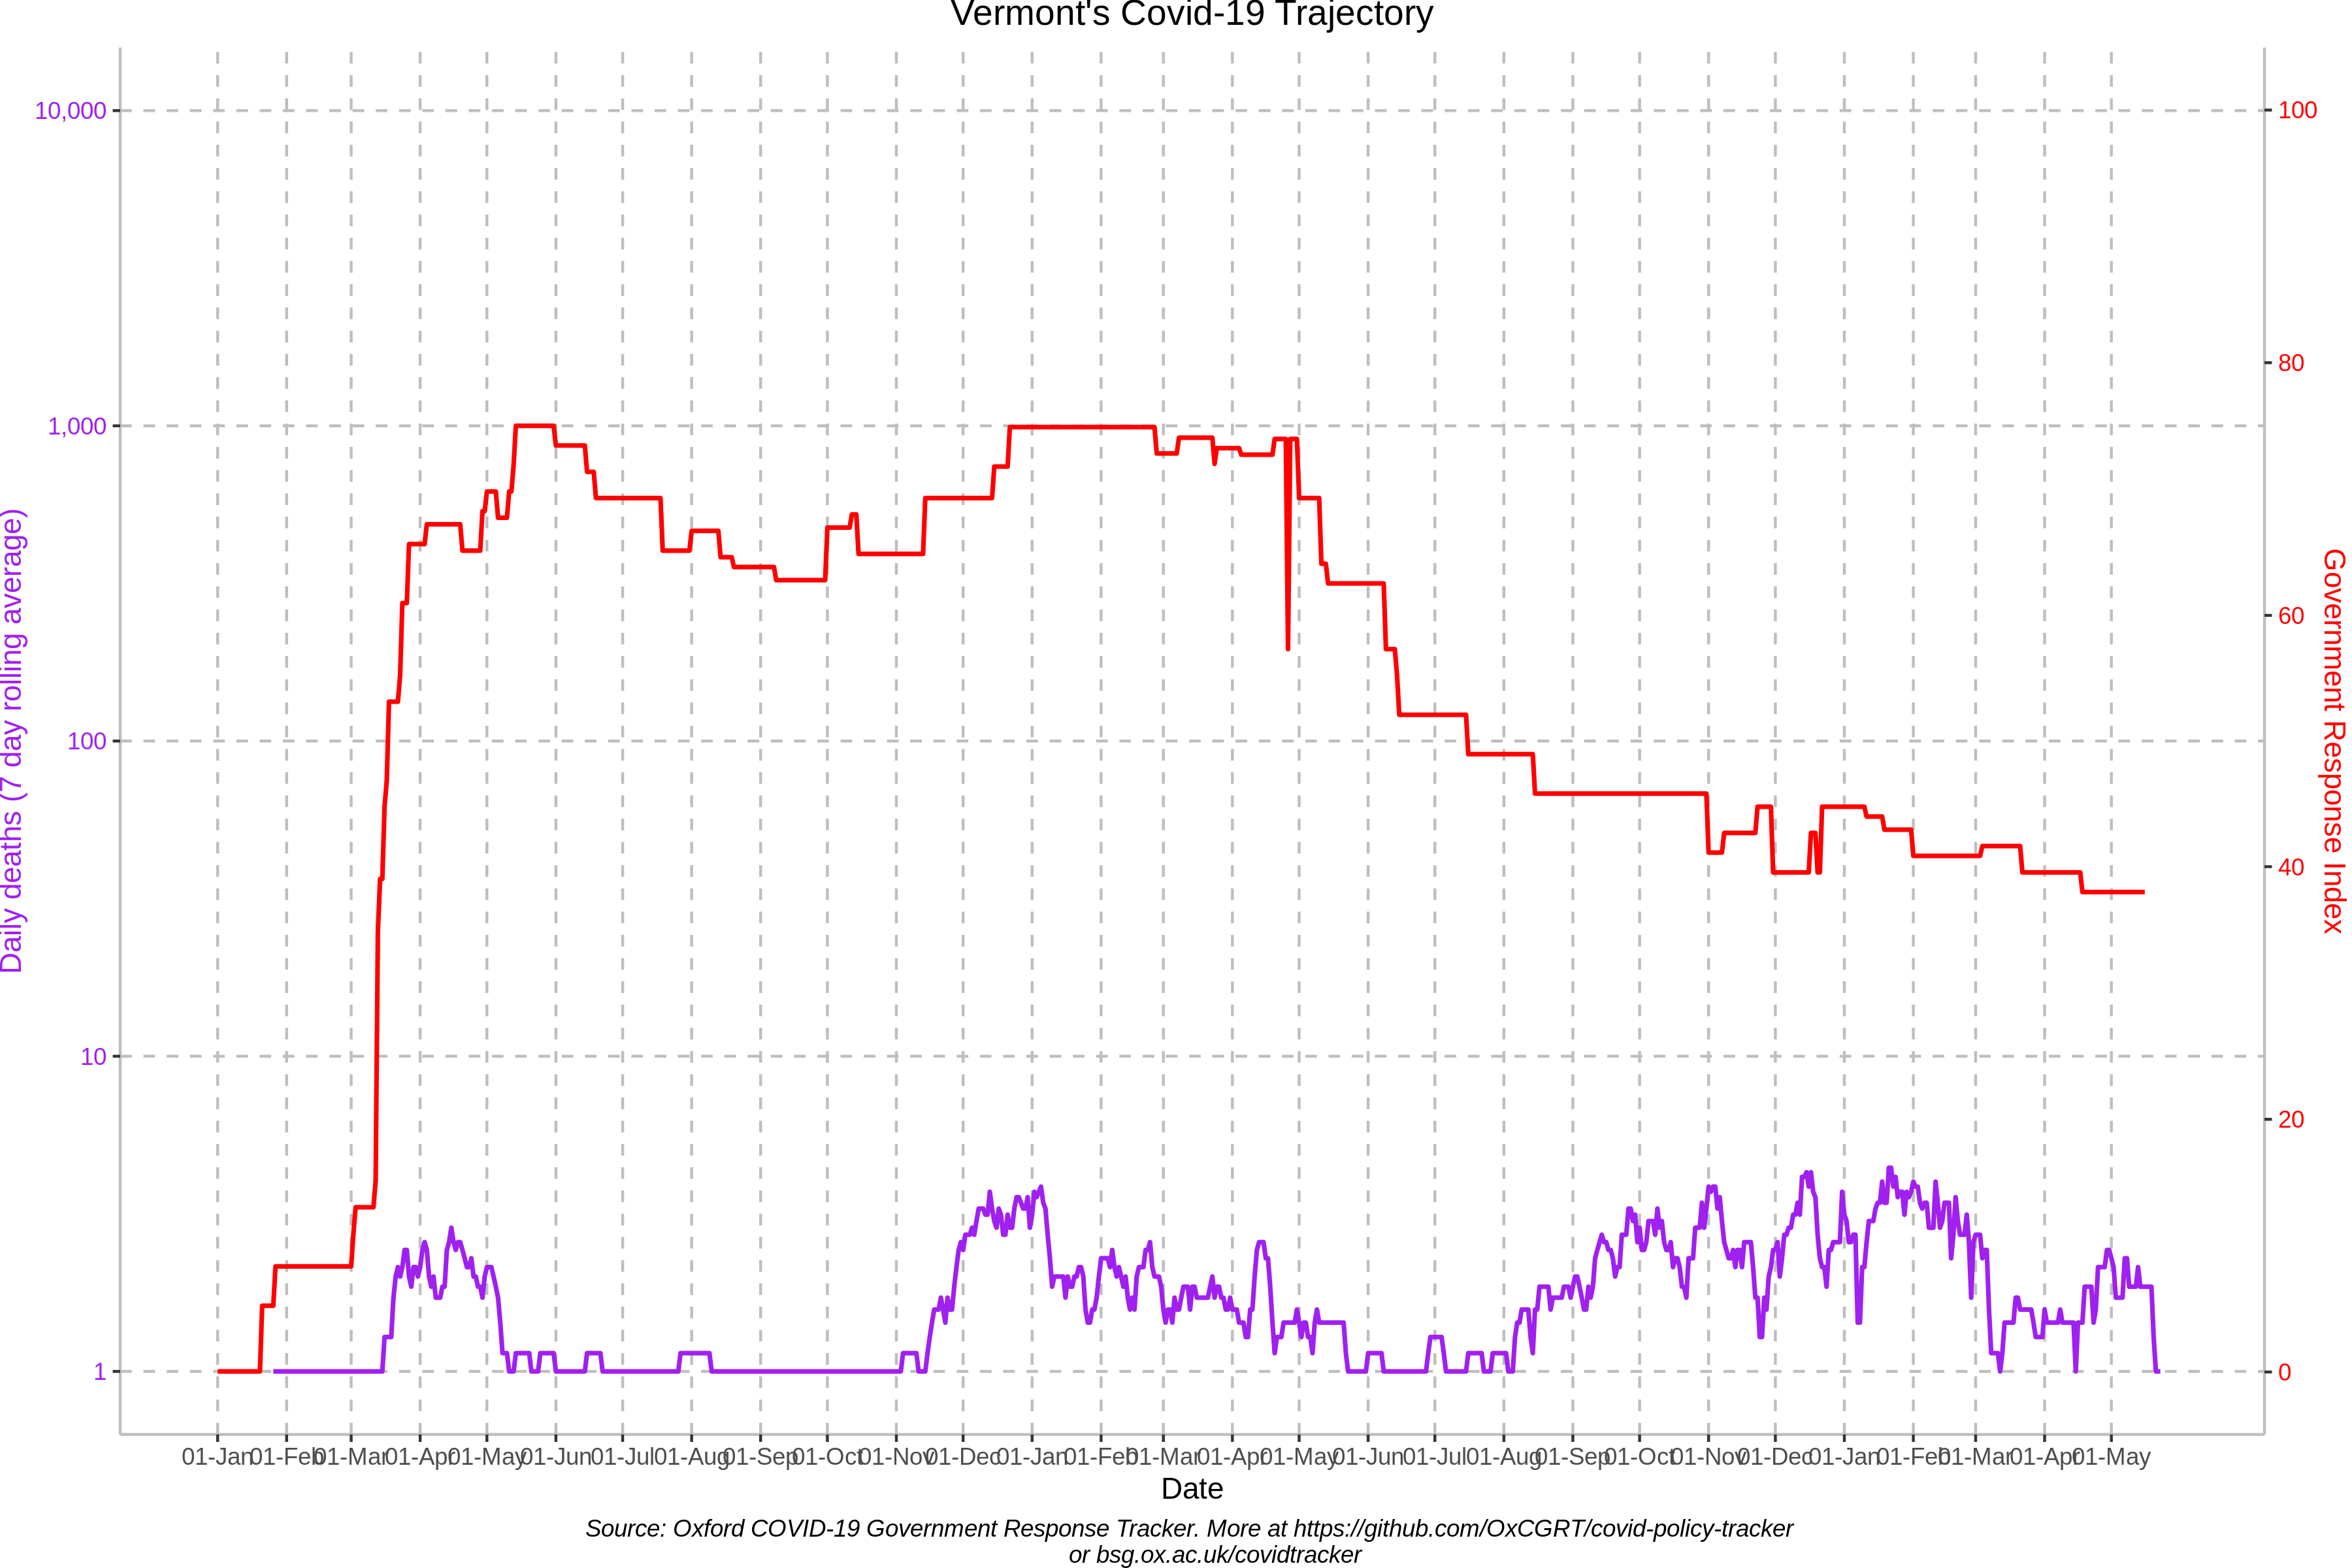 Vermont's Covid-19 Trajectory
10,000
1,000
100
10
1
Daily deaths (7 day rolling average)
100
80
60
40
20
0
Government Response Index
01-Jan 01-Feb 01-Mar 01-Apr 01-May 01-Jun 01-Jul 01-Aug 01-Sep 01-Oct 01-Nov 01-Dec 01-Jan 01-Feb 01-Mar 01-Apr 01-May 01-Jun 01-Jul 01-Aug 01-Sep 01-Oct 01-Nov 01-Dec 01-Jan 01-Feb 01-Mar 01-Apr 01-May
Date
Source: Oxford COVID-19 Government Response Tracker. More at https://github.com/OxCGRT/covid-policy-tracker
or bsg.ox.ac.uk/covidtracker